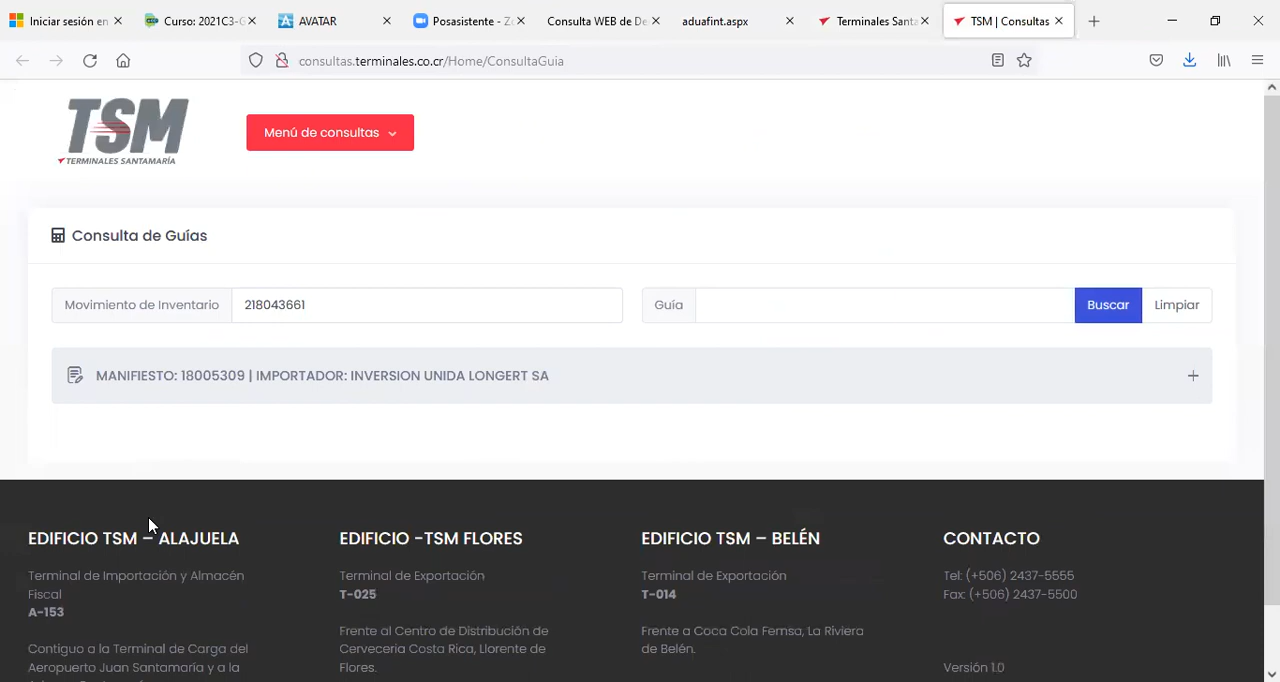 Iniciar sesión en
Curso: 2021C3-G
AVATAR
Posasistente - Zo
Consulta WEB de De
aduafint.aspx
Terminales Santa
TSM | Consultas
consultas.terminales.co.cr/Home/ConsultaGuia
TSM
TERMINALES SANTAMARÍA
Menú de consultas
Consulta de Guías
Movimiento de Inventario 218043661 Guía Buscar Limpiar
MANIFIESTO: 18005309 | IMPORTADOR: INVERSION UNIDA LONGERT SA
EDIFICIO TSM – ALAJUELA
Terminal de Importación y Almacén
Fiscal
A-153
Contiguo a la Terminal de Carga del
Aeropuerto Juan Santamaría y a la
EDIFICIO -TSM FLORES
Terminal de Exportación
T-025
Frente al Centro de Distribución de
Cerveceria Costa Rica, Llorente de
Flores.
EDIFICIO TSM – BELÉN
Terminal de Exportación
T-014
Frente a Coca Cola Femsa, La Riviera
de Belén.
CONTACTO
Tel: (+506) 2437-5555
Fax: (+506) 2437-5500
Versión 1.0